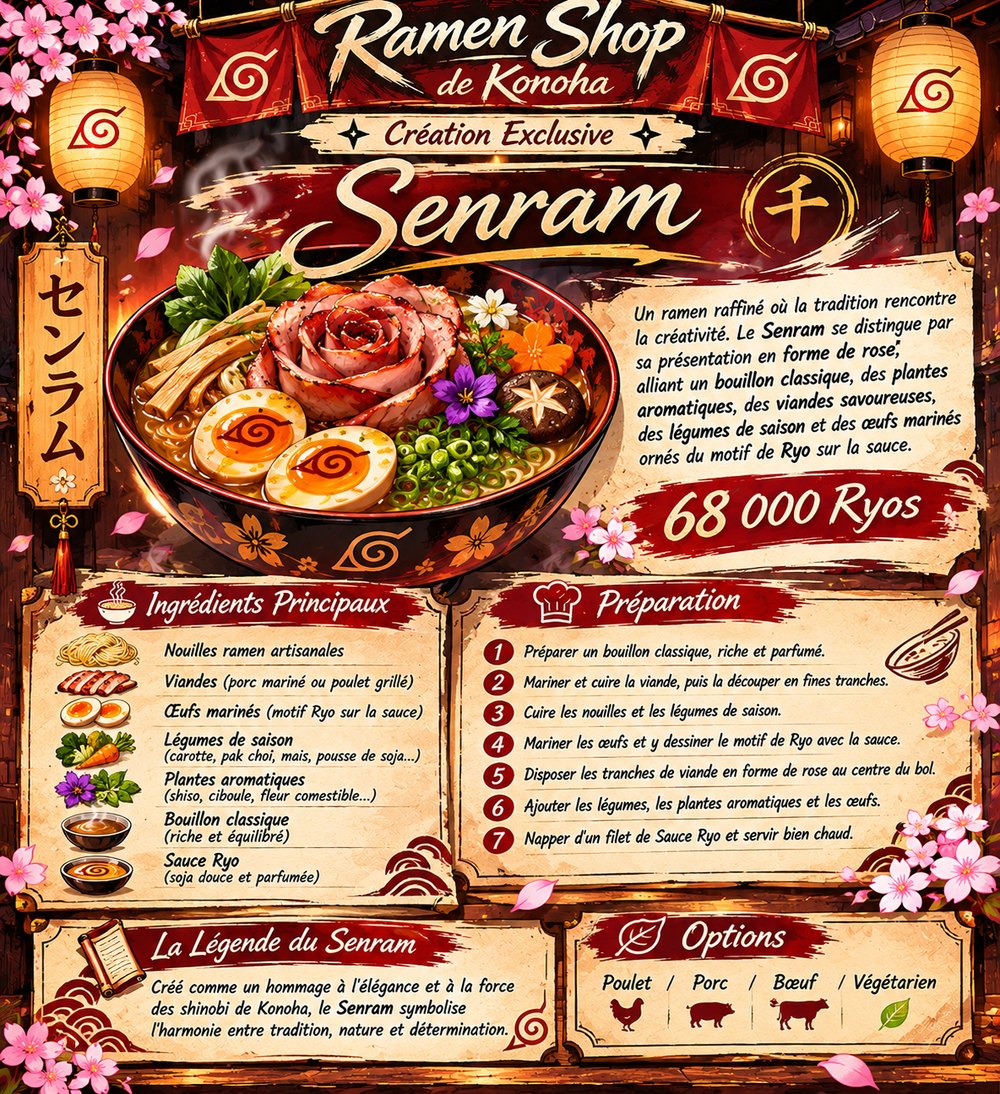 Ramen Shop
de Konoha
Création Exclusive
Senram
千
センラム
Un ramen raffiné où la tradition rencontre
la créativité. Le Senram se distingue par
sa présentation en forme de rose,
alliant un bouillon classique, des plantes
aromatiques, des viandes savoureuses,
des légumes de saison et des œufs marinés
ornés du motif de Ryo sur la sauce.
68 000 Ryos
Ingrédients Principaux
Nouilles ramen artisanales
Viandes (porc mariné ou poulet grillé)
Œufs marinés (motif Ryo sur la sauce)
Légumes de saison
(carotte, pak choi, mais, pousse de soja...)
Plantes aromatiques
(shiso, ciboule, fleur comestible...)
Bouillon classique
(riche et équilibré)
Sauce Ryo
(soja douce et parfumée)
Préparation
1 Préparer un bouillon classique, riche et parfumé.
2 Mariner et cuire la viande, puis la découper en fines tranches.
3 Cuire les nouilles et les légumes de saison.
4 Mariner les œufs et y dessiner le motif de Ryo avec la sauce.
5 Disposer les tranches de viande en forme de rose au centre du bol.
6 Ajouter les légumes, les plantes aromatiques et les œufs.
7 Napper d'un filet de Sauce Ryo et servir bien chaud.
La Légende du Senram
Créé comme un hommage à l'élégance et à la force
des shinobi de Konoha, le Senram symbolise
l'harmonie entre tradition, nature et détermination.
Options
Poulet / Porc / Bœuf / Végétarien